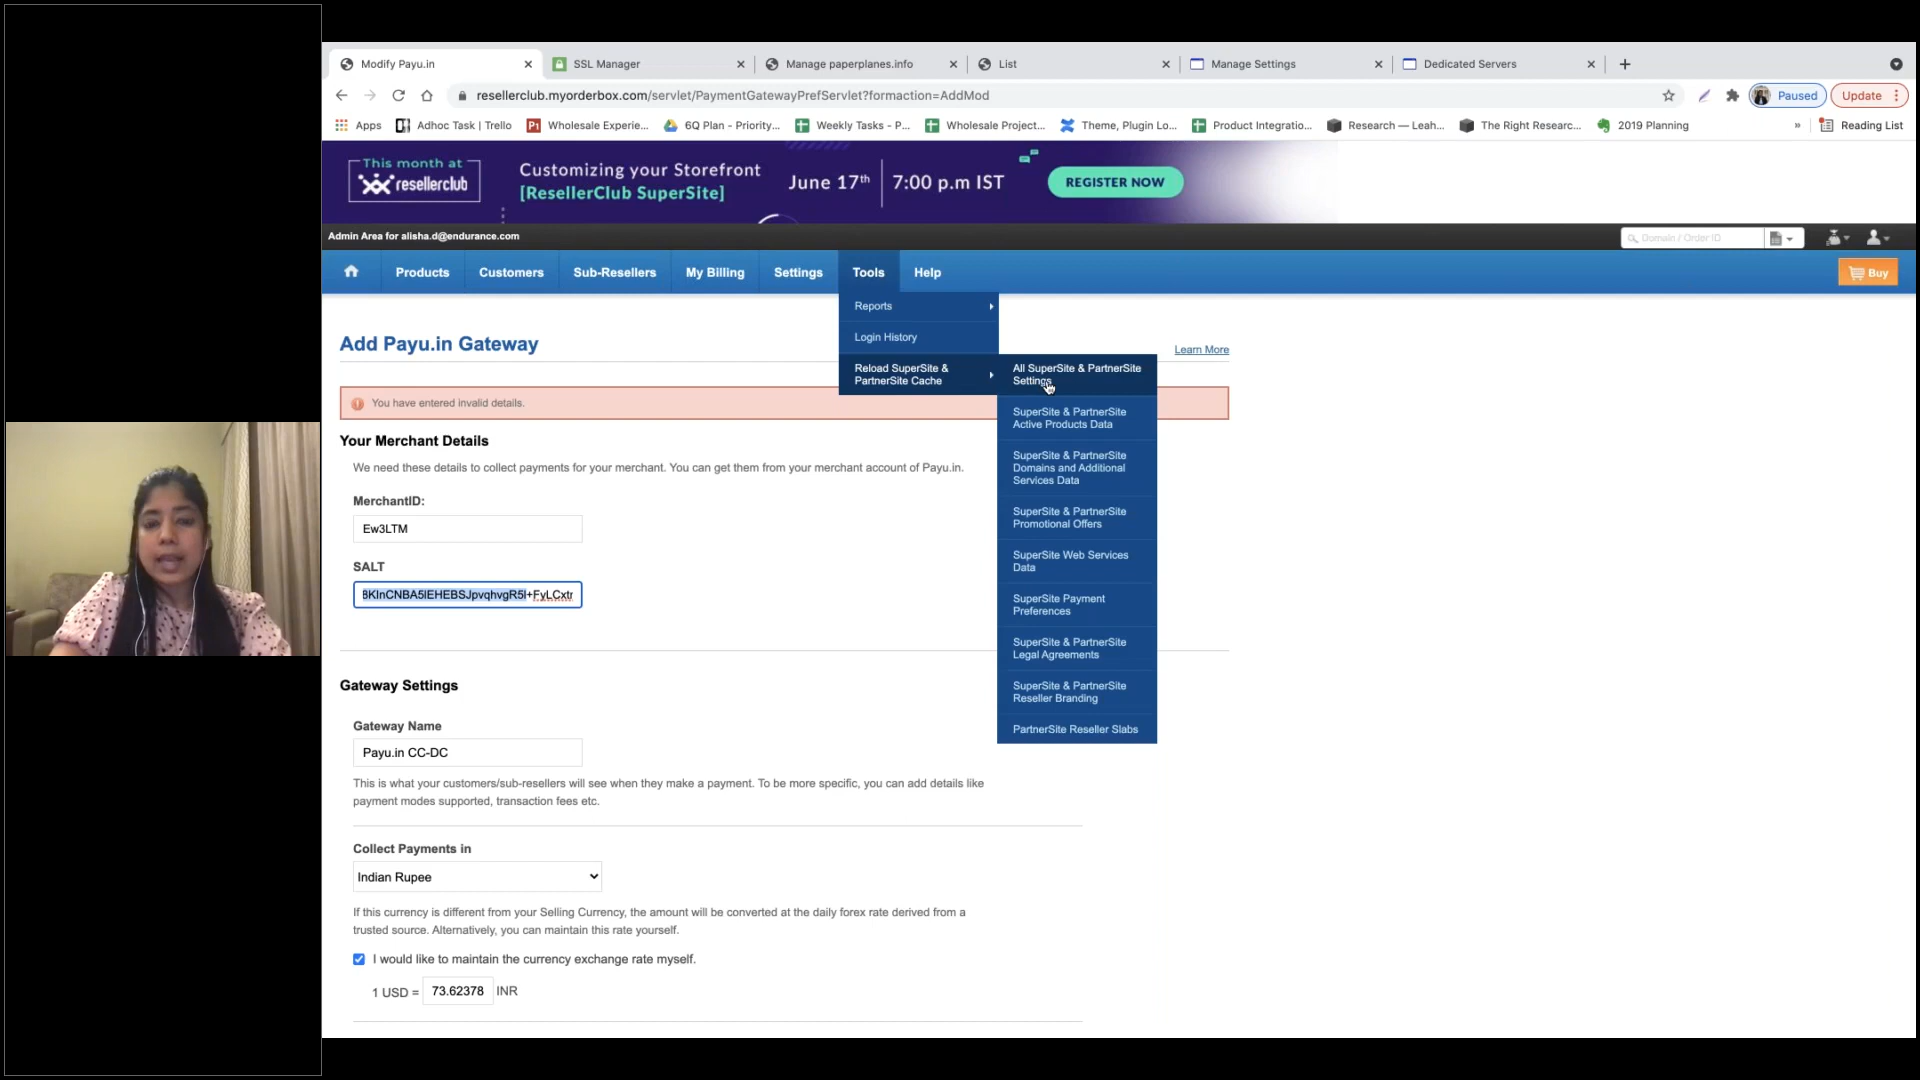 Modify Payu.in
SSL Manager
Manage paperplanes.info
List
Manage Settings
Dedicated Servers
resellerclub.myorderbox.com/servlet/PaymentGatewayPrefServlet?formaction=AddMod
Paused
Update
Apps
Adhoc Task | Trello
Wholesale Experie...
6Q Plan - Priority...
Weekly Tasks - P...
Wholesale Project...
Theme, Plugin Lo...
Product Integratio...
Research — Leah...
The Right Researc...
2019 Planning
»
Reading List
This month at
resellerclub
Customizing your Storefront
[ResellerClub SuperSite]
June 17th
7:00 p.m IST
REGISTER NOW
Admin Area for alisha.d@endurance.com
Domain / Order ID
Products
Customers
Sub-Resellers
My Billing
Settings
Tools
Help
Buy
Reports
Login History
Reload SuperSite &
PartnerSite Cache
All SuperSite & PartnerSite
Settings
SuperSite & PartnerSite
Active Products Data
SuperSite & PartnerSite
Domains and Additional
Services Data
SuperSite & PartnerSite
Promotional Offers
SuperSite Web Services
Data
SuperSite Payment
Preferences
SuperSite & PartnerSite
Legal Agreements
SuperSite & PartnerSite
Reseller Branding
PartnerSite Reseller Slabs
Add Payu.in Gateway
Learn More
You have entered invalid details.
Your Merchant Details
We need these details to collect payments for your merchant. You can get them from your merchant account of Payu.in.
MerchantID:
Ew3LTM
SALT
Gateway Settings
Gateway Name
Payu.in CC-DC
This is what your customers/sub-resellers will see when they make a payment. To be more specific, you can add details like
payment modes supported, transaction fees etc.
Collect Payments in
Indian Rupee
If this currency is different from your Selling Currency, the amount will be converted at the daily forex rate derived from a
trusted source. Alternatively, you can maintain this rate yourself.
I would like to maintain the currency exchange rate myself.
1 USD = 73.62378 INR